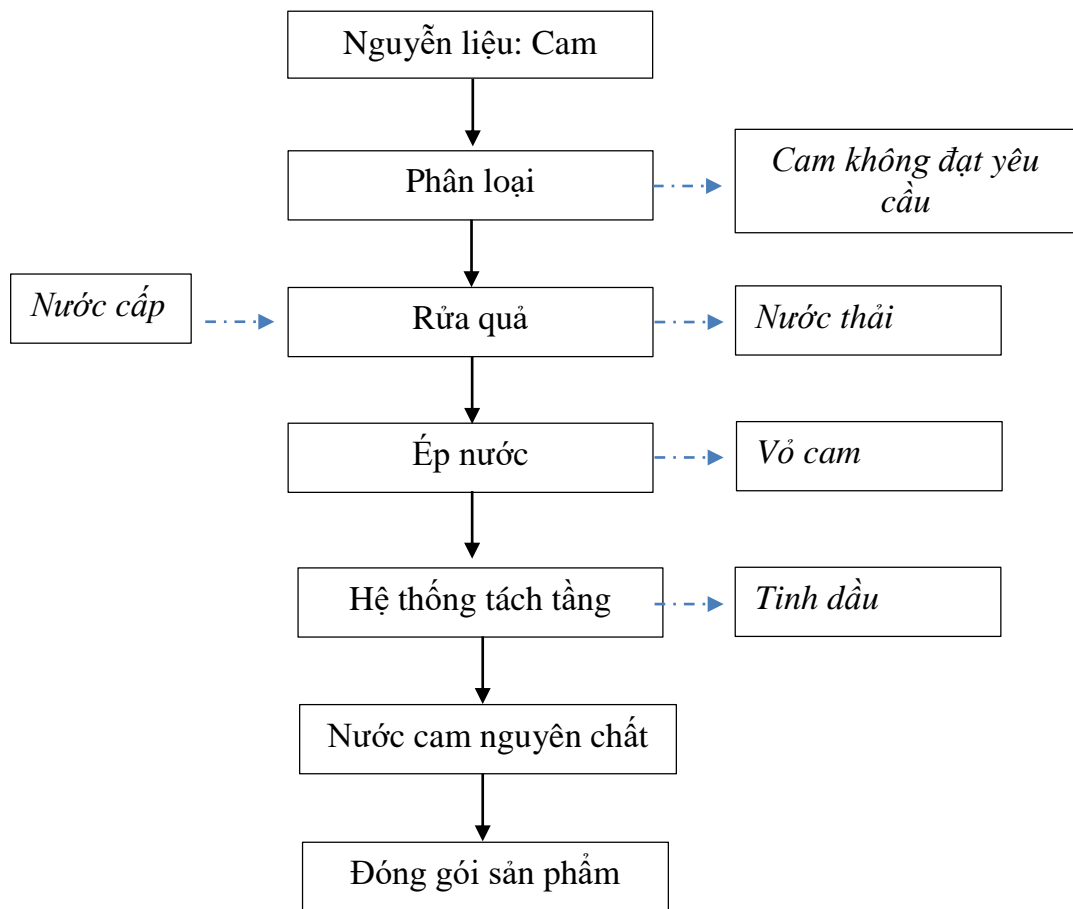 Nguyễn liệu: Cam
Phân loại
Cam không đạt yêu
cầu
Nước cấp
Rửa quả
Nước thải
Ép nước
Vỏ cam
Hệ thống tách tầng
Tinh dầu
Nước cam nguyên chất
Đóng gói sản phẩm